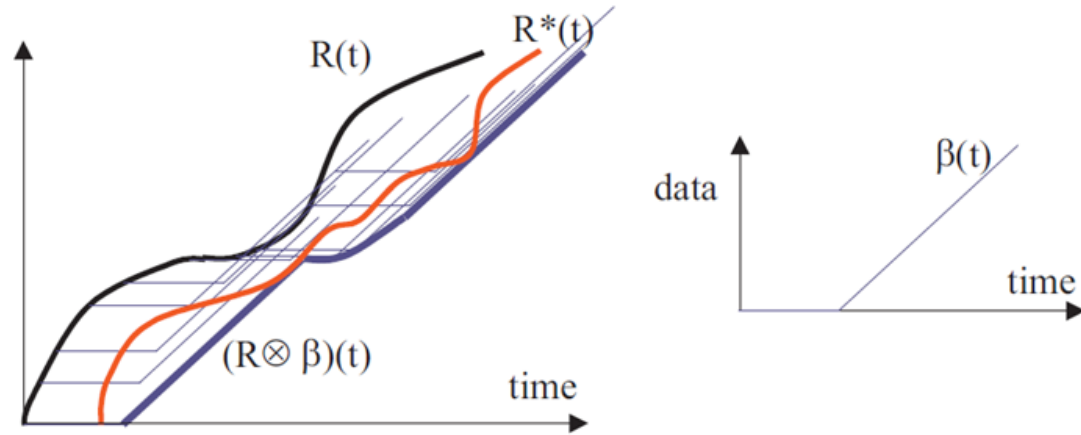 R(t)
R*(t)
(R⊗ β)(t)
time
data
β(t)
time